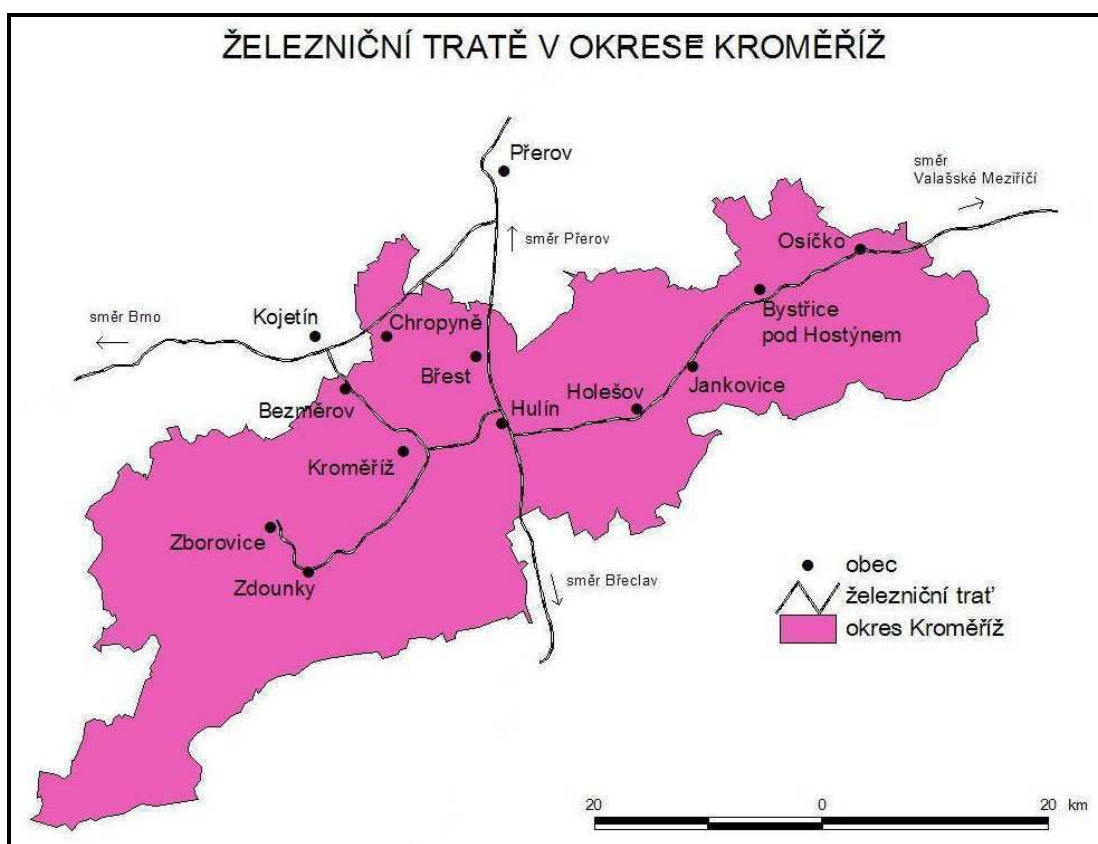 ŽELEZNIČNÍ TRATĚ V OKRESE KROMĚŘÍŽ
Přerov
směr
Valašské Meziříčí
směr Přerov
Osíčko
směr Brno
Kojetín
Chropyně
Bystřice
pod Hostýnem
Břest
Jankovice
Bezměrov
Holešov
Hulín
Kroměříž
Zborovice
Zdounky
směr Břeclav
obec
železniční trať
okres Kroměříž
20 0 20 km